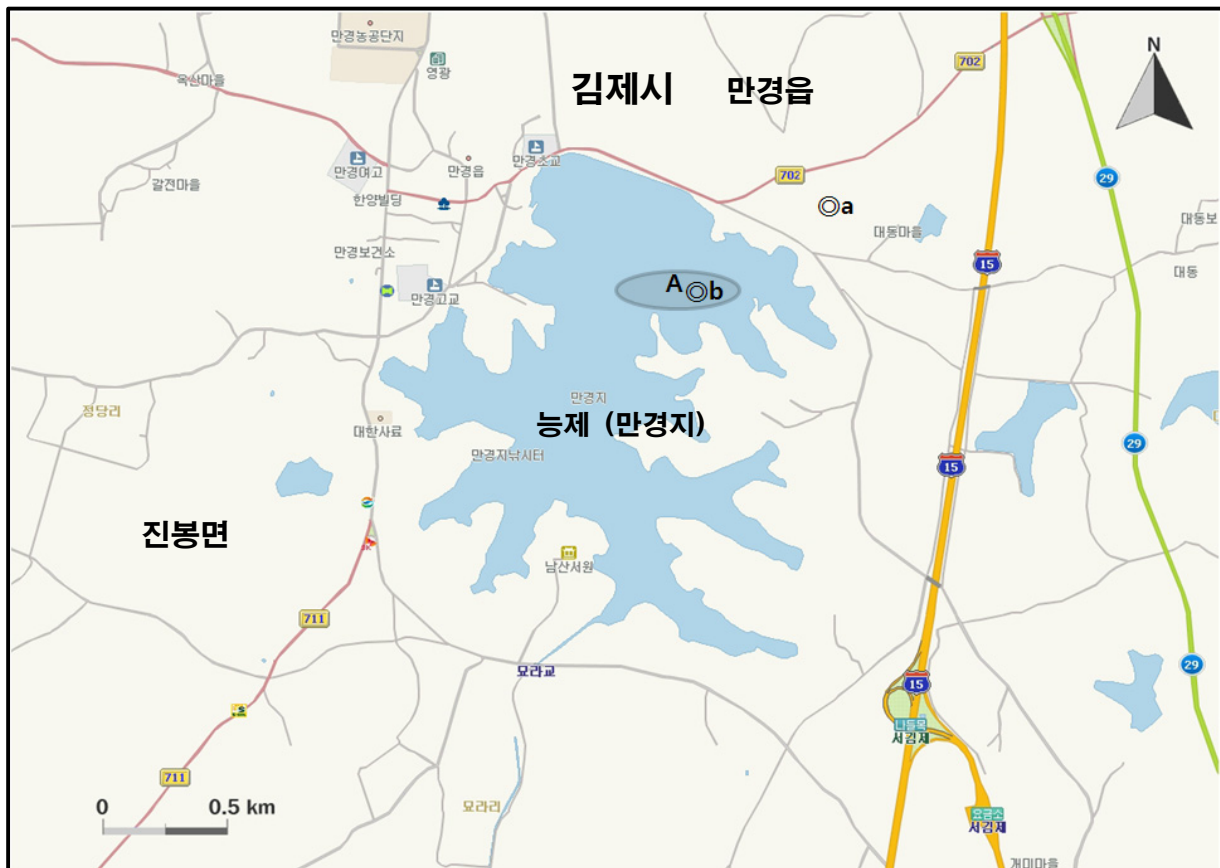 만경농공단지
영광
옥산마을
김제시 만경읍
702
N
만경초교
만경여고
만경읍
갈전마을
한양빌딩
702
29
a
대동마을
대동보
만경보건소
15
대동
만경고교
A
b
만경지
능제 (만경지)
정당리
대한사료
만경지낚시터
29
15
진봉면
남산서원
711
묘라교
29
15
나들목
서김제
711
0 0.5 km
묘라리
요금소
서김제
개미마을